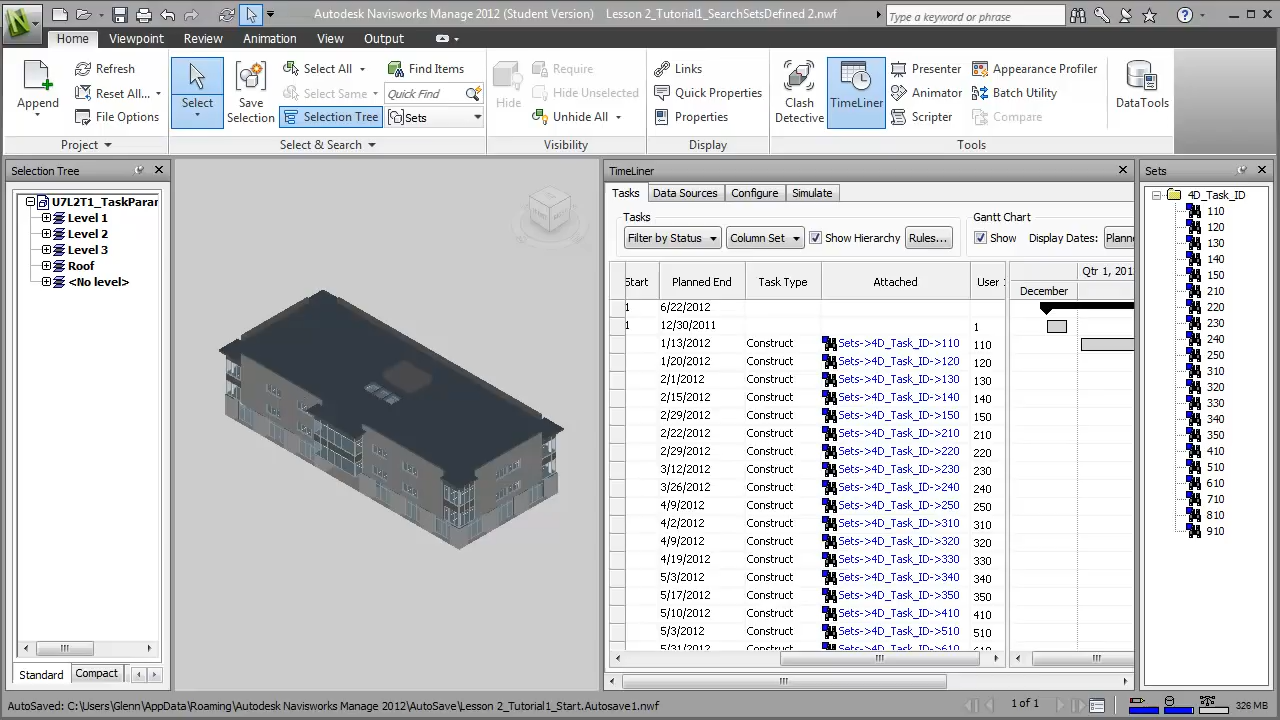 Autodesk Navisworks Manage 2012 (Student Version) Lesson 2_Tutorial1_SearchSetsDefined 2.nwf
Type a keyword or phrase
Home Viewpoint Review Animation View Output
Append
Refresh
Reset All...
File Options
Project
Select
Save Selection
Select All
Select Same
Selection Tree
Find Items
Quick Find
Sets
Select & Search
Hide
Require
Hide Unselected
Unhide All
Visibility
Links
Quick Properties
Properties
Display
Clash Detective
TimeLiner
Presenter
Animator
Scripter
Appearance Profiler
Batch Utility
Compare
Tools
DataTools
Selection Tree
U7L2T1_TaskParar
Level 1
Level 2
Level 3
Roof
<No level>
Standard Compact
TimeLiner
Tasks Data Sources Configure Simulate
Tasks
Filter by Status Column Set Show Hierarchy Rules...
Gantt Chart
Show Display Dates: Planne
Start Planned End Task Type Attached User
Qtr 1, 201
December
1 6/22/2012
1 12/30/2011 1
1/13/2012 Construct Sets->4D_Task_ID->110 110
1/20/2012 Construct Sets->4D_Task_ID->120 120
2/1/2012 Construct Sets->4D_Task_ID->130 130
2/15/2012 Construct Sets->4D_Task_ID->140 140
2/29/2012 Construct Sets->4D_Task_ID->150 150
2/22/2012 Construct Sets->4D_Task_ID->210 210
2/29/2012 Construct Sets->4D_Task_ID->220 220
3/12/2012 Construct Sets->4D_Task_ID->230 230
3/26/2012 Construct Sets->4D_Task_ID->240 240
4/9/2012 Construct Sets->4D_Task_ID->250 250
4/2/2012 Construct Sets->4D_Task_ID->310 310
4/9/2012 Construct Sets->4D_Task_ID->320 320
4/19/2012 Construct Sets->4D_Task_ID->330 330
5/3/2012 Construct Sets->4D_Task_ID->340 340
5/17/2012 Construct Sets->4D_Task_ID->350 350
5/10/2012 Construct Sets->4D_Task_ID->410 410
5/3/2012 Construct Sets->4D_Task_ID->510 510
5/31/2012 Construct Sets->4D_Task_ID->610 610
Sets
4D_Task_ID
110
120
130
140
150
210
220
230
240
250
310
320
330
340
350
410
510
610
710
810
910
AutoSaved: C:\Users\Glenn\AppData\Roaming\Autodesk Navisworks Manage 2012\AutoSave\Lesson 2_Tutorial1_Start.Autosave1.nwf
1 of 1
326 MB